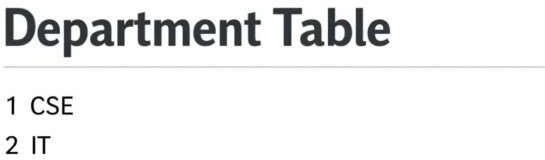 Department Table
1 CSE
2 IT